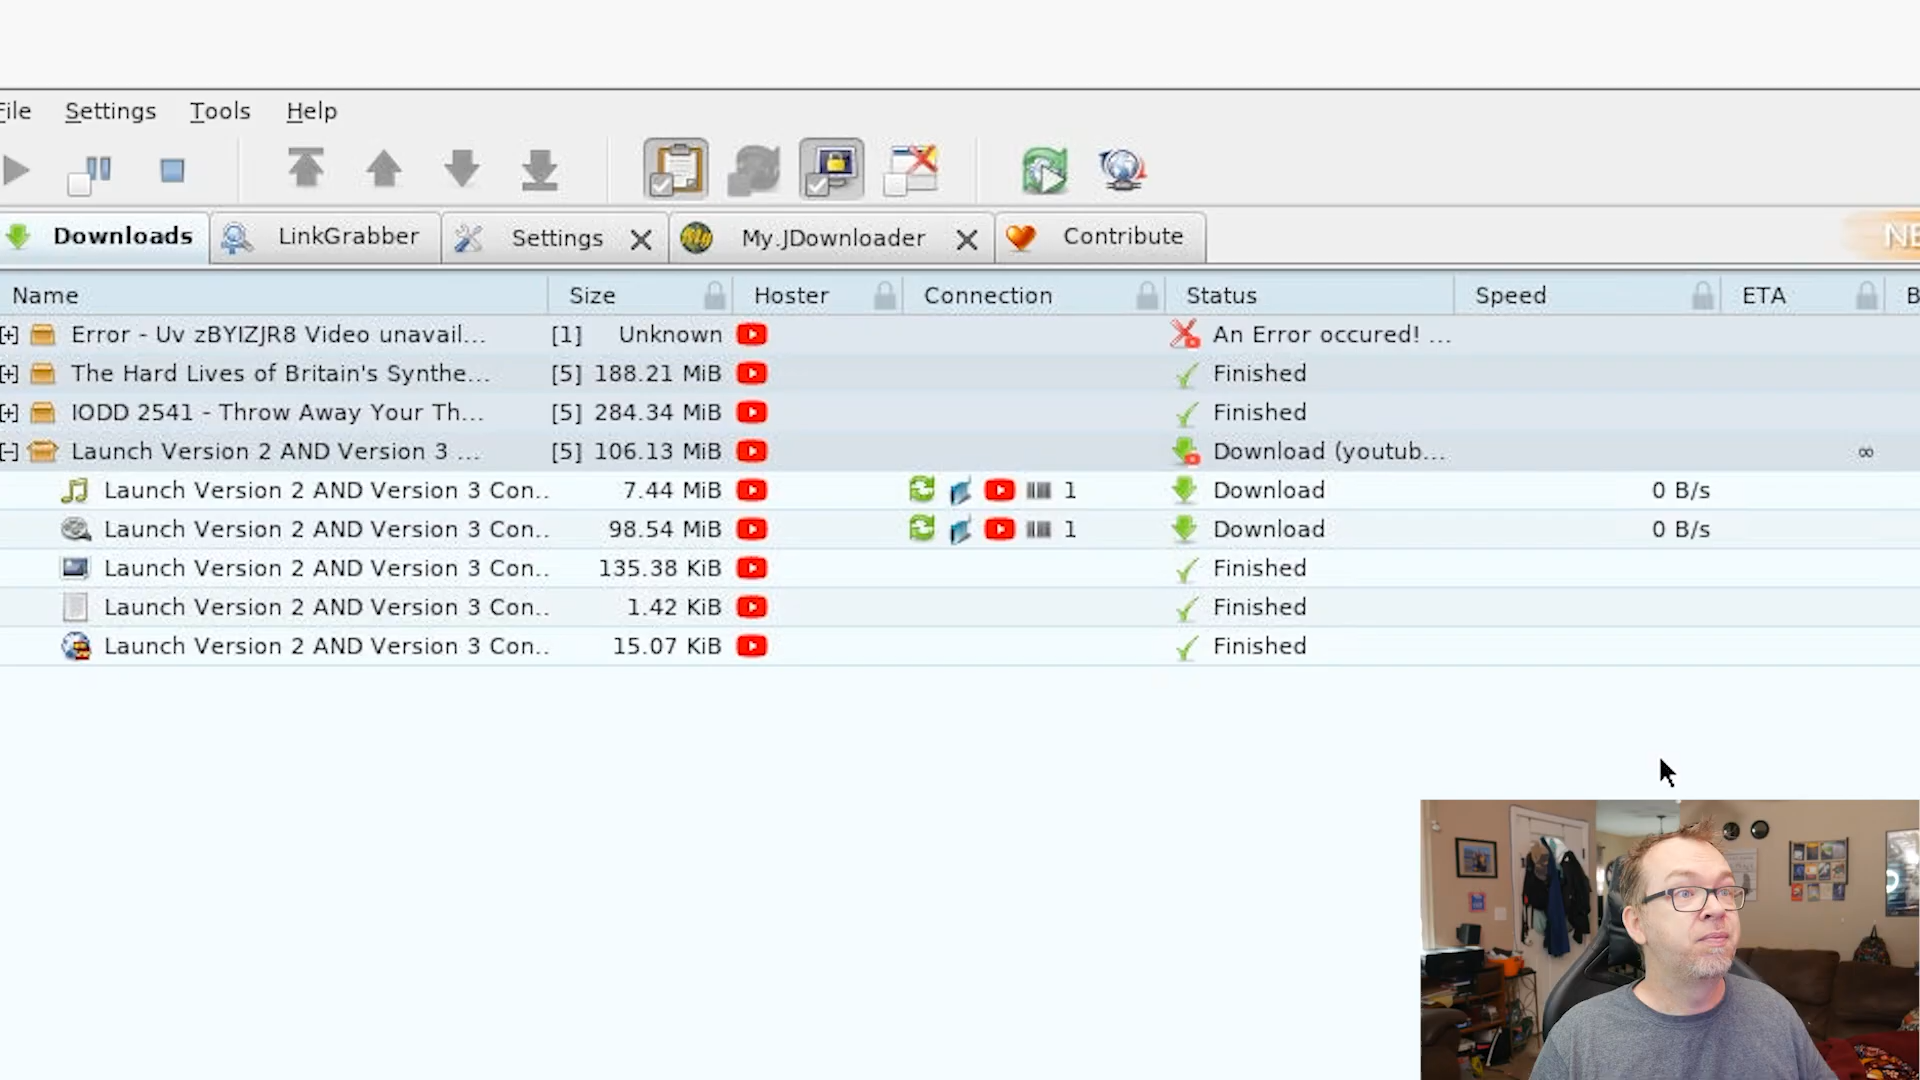 File Settings Tools Help
Downloads LinkGrabber Settings My.JDownloader Contribute NE
Name Size Hoster Connection Status Speed ETA B
[+] Error - Uv zBYIZJR8 Video unavail... [1] Unknown An Error occured! ...
[+] The Hard Lives of Britain's Synthe... [5] 188.21 MiB Finished
[+] IODD 2541 - Throw Away Your Th... [5] 284.34 MiB Finished
[-] Launch Version 2 AND Version 3 ... [5] 106.13 MiB Download (youtub... ∞
Launch Version 2 AND Version 3 Con.. 7.44 MiB 1 Download 0 B/s
Launch Version 2 AND Version 3 Con.. 98.54 MiB 1 Download 0 B/s
Launch Version 2 AND Version 3 Con.. 135.38 KiB Finished
Launch Version 2 AND Version 3 Con.. 1.42 KiB Finished
Launch Version 2 AND Version 3 Con.. 15.07 KiB Finished